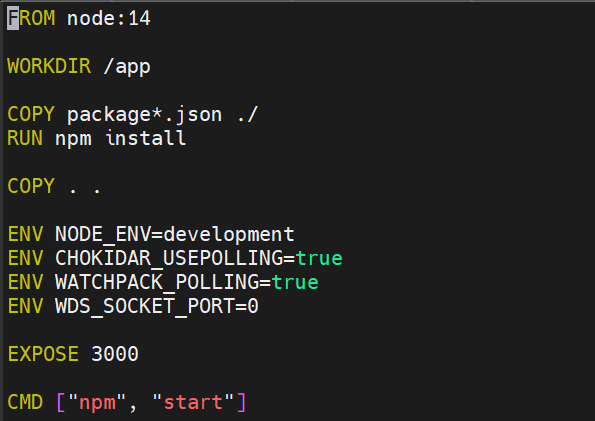 FROM node:14
WORKDIR /app
COPY package*.json ./
RUN npm install
COPY . .
ENV NODE_ENV=development
ENV CHOKIDAR_USEPOLLING=true
ENV WATCHPACK_POLLING=true
ENV WDS_SOCKET_PORT=0
EXPOSE 3000
CMD ["npm", "start"]